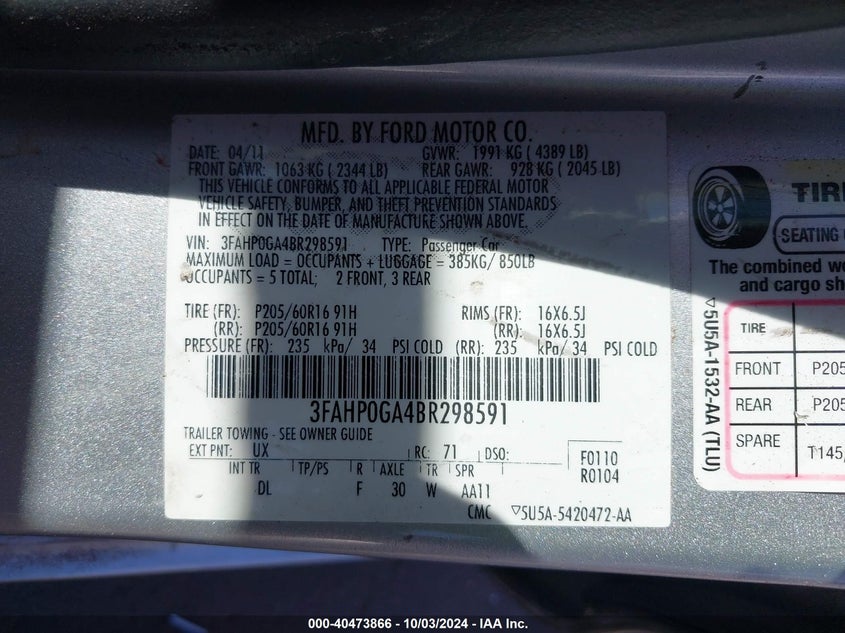 MFD. BY FORD MOTOR CO.
DATE: 04/11 GVWR: 1991 KG ( 4389 LB)
FRONT GAWR: 1063 KG ( 2344 LB) REAR GAWR: 928 KG ( 2045 LB)
THIS VEHICLE CONFORMS TO ALL APPLICABLE FEDERAL MOTOR
VEHICLE SAFETY, BUMPER, AND THEFT PREVENTION STANDARDS
IN EFFECT ON THE DATE OF MANUFACTURE SHOWN ABOVE.
VIN: 3FAHP0GA4BR298591 TYPE: Passenger Car
MAXIMUM LOAD = OCCUPANTS + LUGGAGE = 385KG/ 850LB
OCCUPANTS = 5 TOTAL; 2 FRONT, 3 REAR
TIRE (FR): P205/60R16 91H RIMS (FR): 16X6.5J
(RR): P205/60R16 91H (RR): 16X6.5J
PRESSURE (FR): 235 kPa/ 34 PSI COLD (RR): 235 kPa/ 34 PSI COLD
3FAHP0GA4BR298591
TRAILER TOWING - SEE OWNER GUIDE
EXT PNT: UX RC: 71 DSO: F0110
R0104
INT TR TP/PS R AXLE TR SPR
DL F 30 W AA11
CMC ▽5U5A-5420472-AA
TIRE
SEATING
The combined
and cargo
▽5U5A-1532-AA (TLU)
TIRE
FRONT P205
REAR P205
SPARE T145
000-40473866 - 10/03/2024 - IAA Inc.